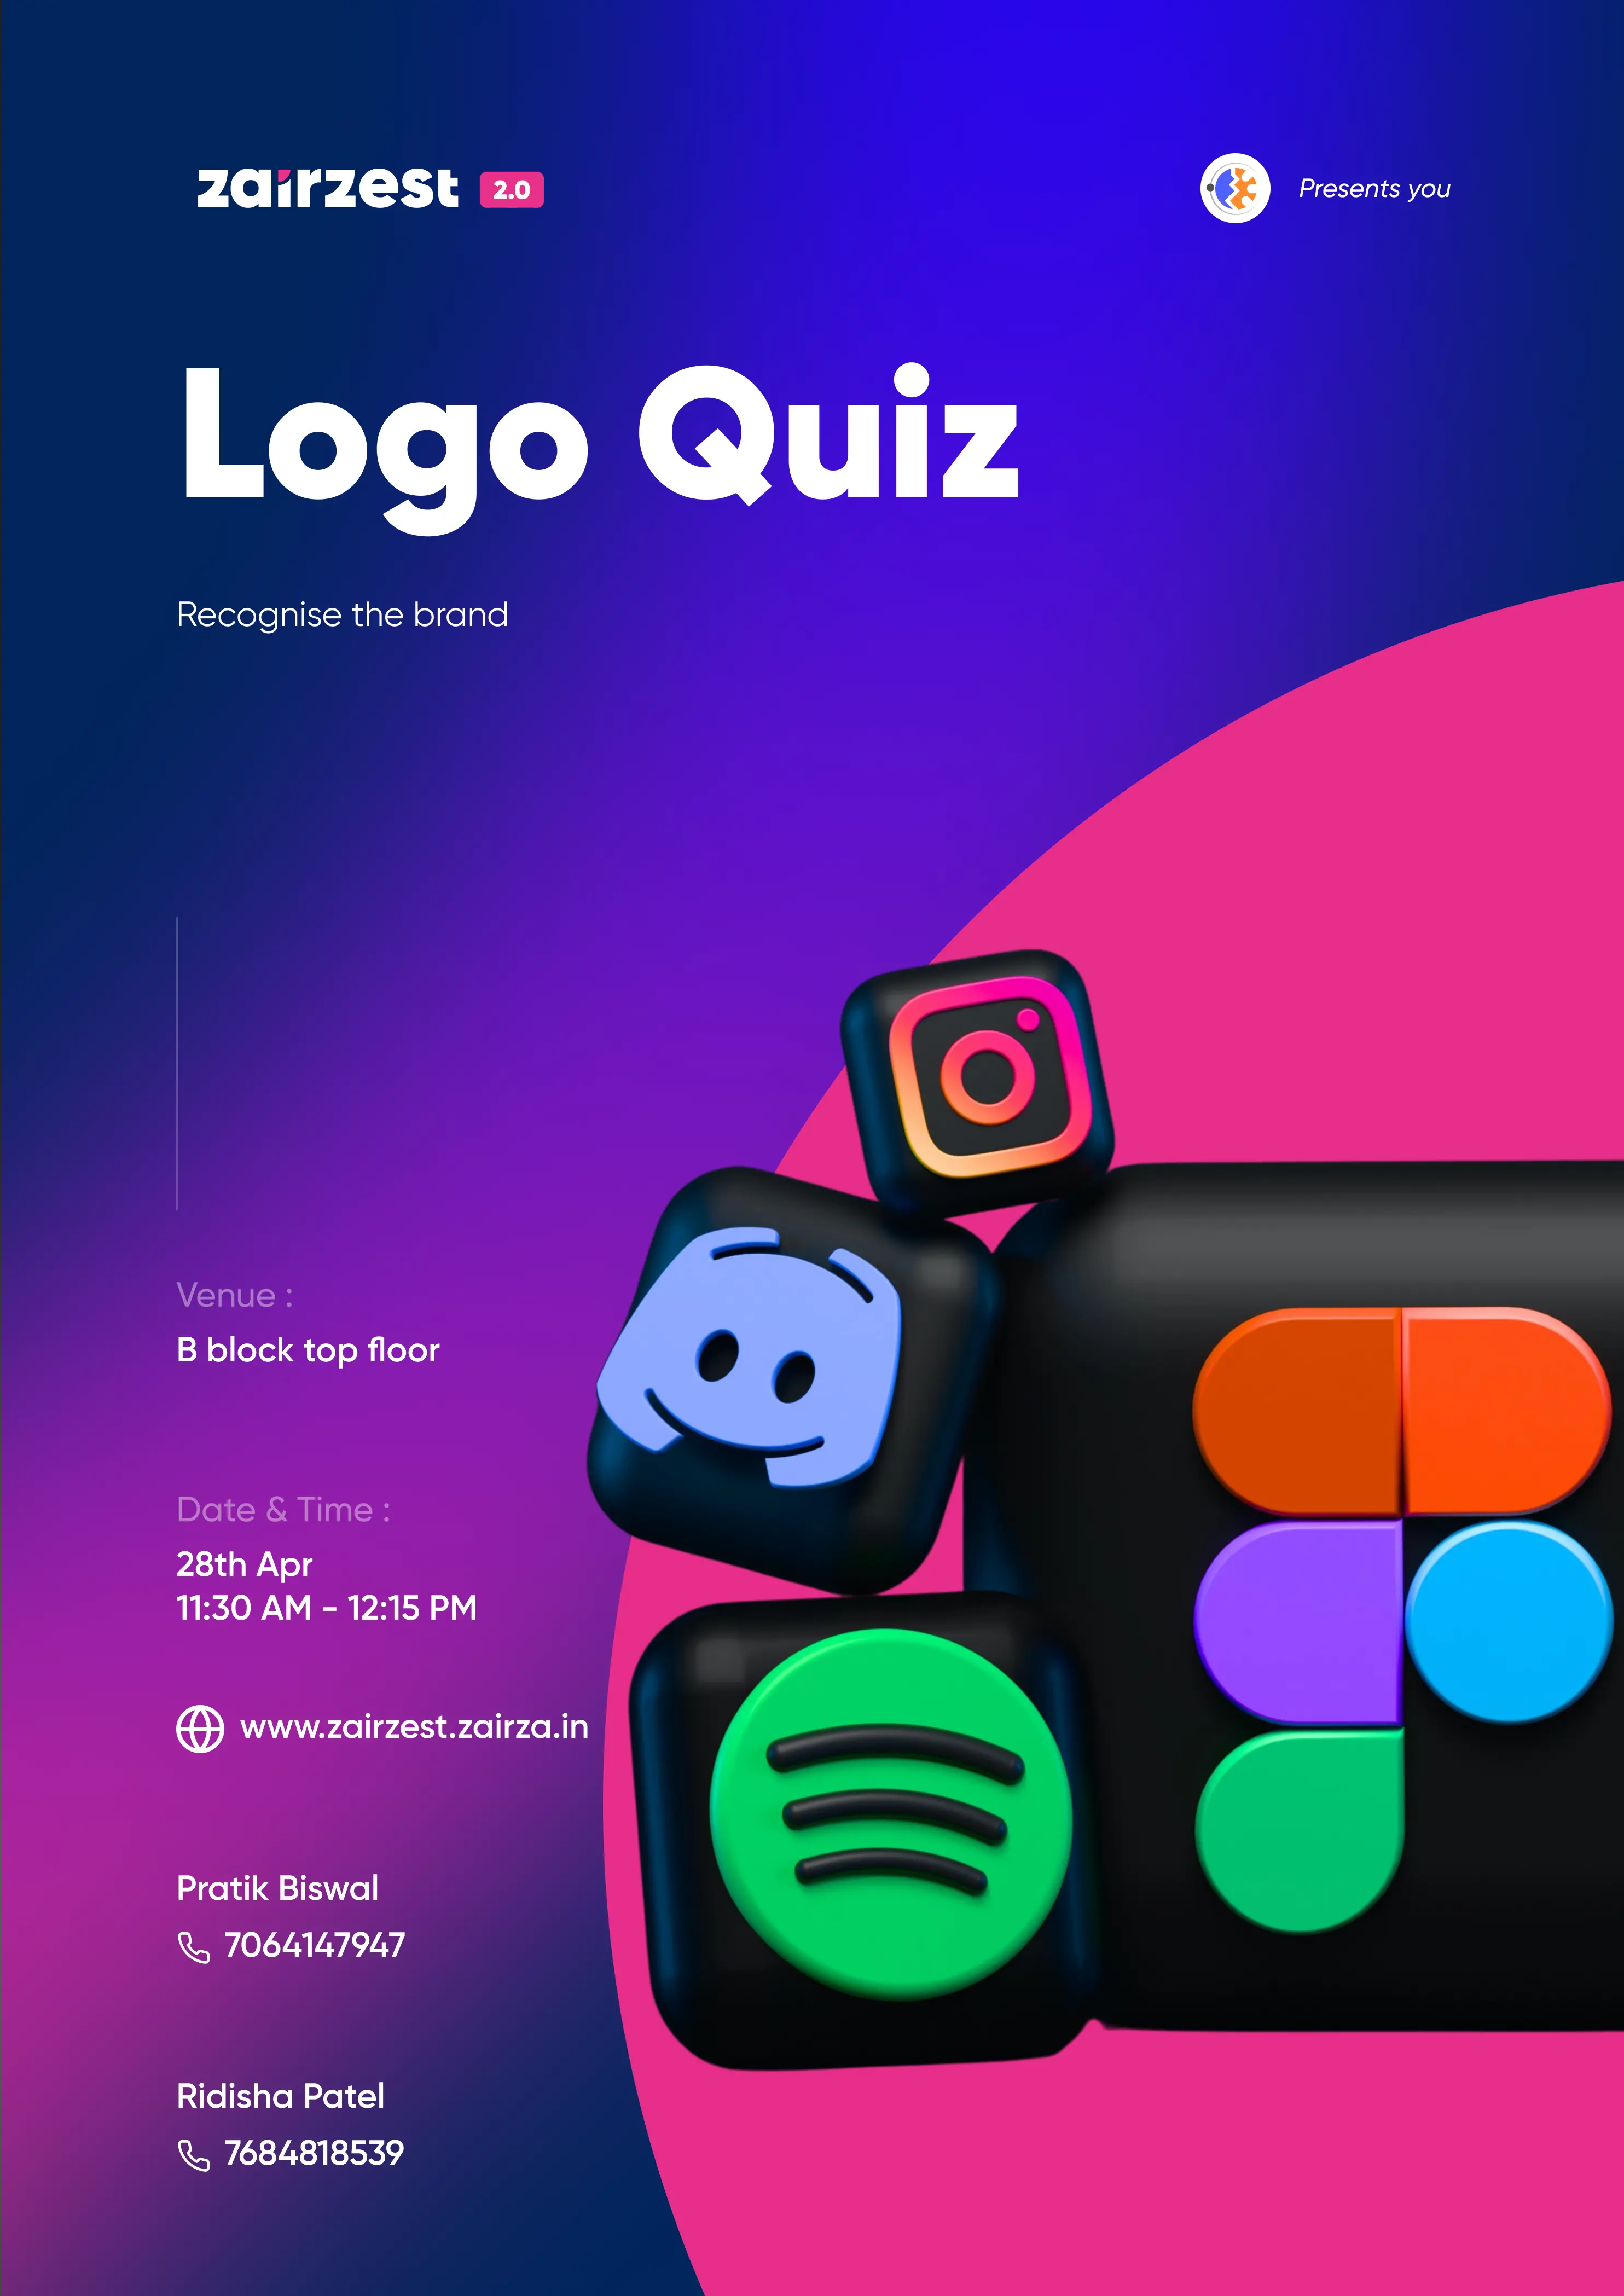 zairzest 2.0
Presents you
Logo Quiz
Recognise the brand
Venue :
B block top floor
Date & Time :
28th Apr
11:30 AM - 12:15 PM
www.zairzest.zairza.in
Pratik Biswal
7064147947
Ridisha Patel
7684818539